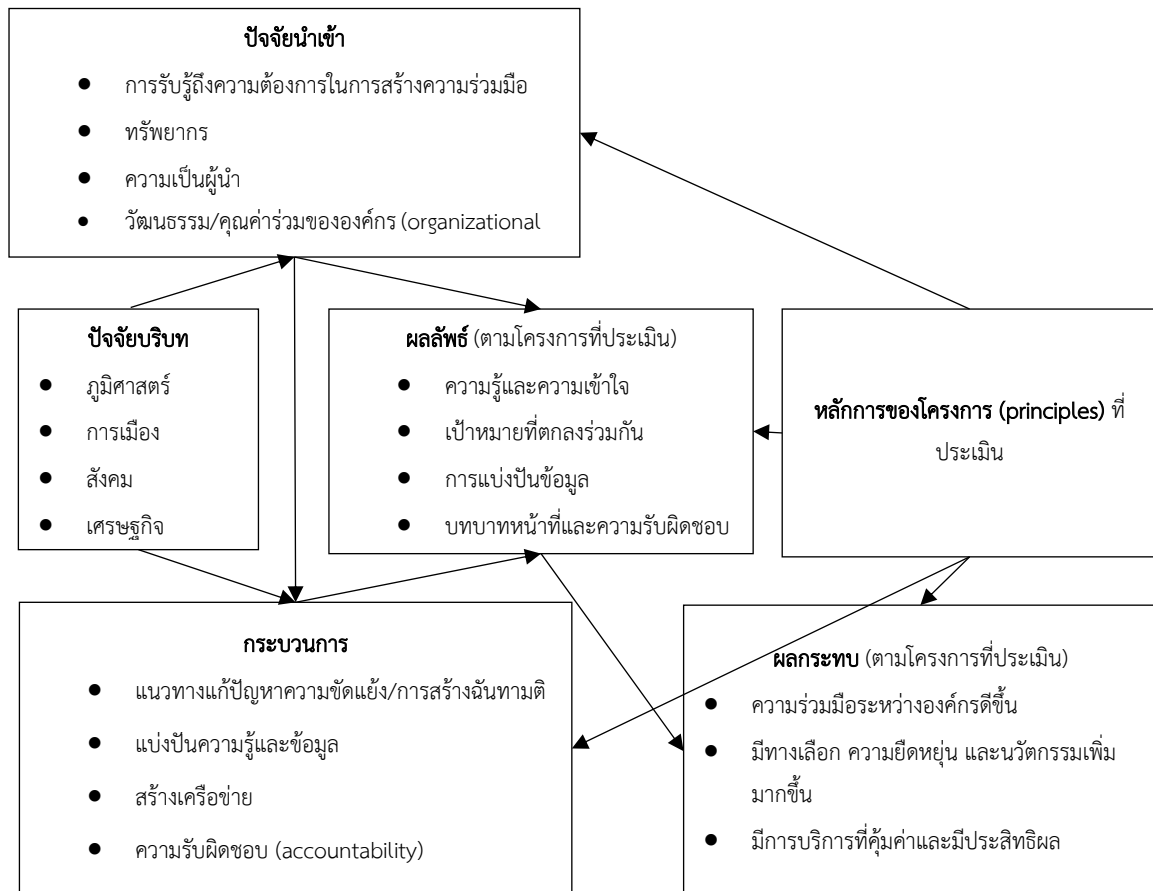 ปัจจัยนำเข้า
● การรับรู้ถึงความต้องการในการสร้างความร่วมมือ
● ทรัพยากร
● ความเป็นผู้นำ
● วัฒนธรรม/คุณค่าร่วมขององค์กร (organizational
ปัจจัยบริบท
● ภูมิศาสตร์
● การเมือง
● สังคม
● เศรษฐกิจ
ผลลัพธ์ (ตามโครงการที่ประเมิน)
● ความรู้และความเข้าใจ
● เป้าหมายที่ตกลงร่วมกัน
● การแบ่งปันข้อมูล
● บทบาทหน้าที่และความรับผิดชอบ
หลักการของโครงการ (principles) ที่
ประเมิน
กระบวนการ
● แนวทางแก้ปัญหาความขัดแย้ง/การสร้างฉันทามติ
● แบ่งปันความรู้และข้อมูล
● สร้างเครือข่าย
● ความรับผิดชอบ (accountability)
ผลกระทบ (ตามโครงการที่ประเมิน)
● ความร่วมมือระหว่างองค์กรดีขึ้น
● มีทางเลือก ความยืดหยุ่น และนวัตกรรมเพิ่ม
มากขึ้น
● มีการบริการที่คุ้มค่าและมีประสิทธิผล